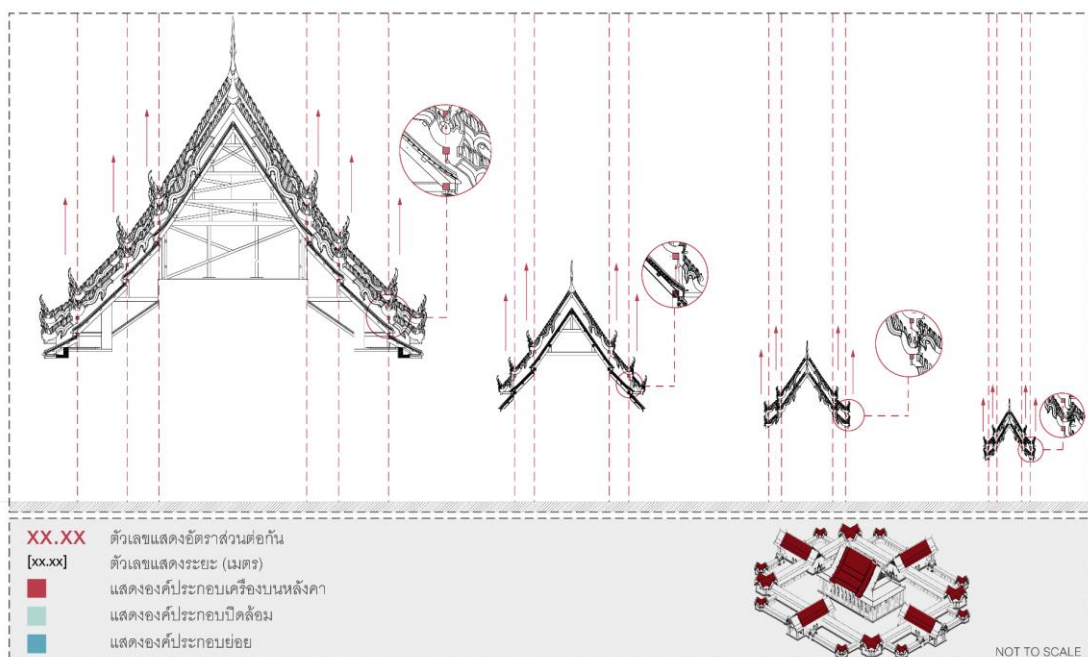 XX.XX ตัวเลขแสดงอัตราส่วนต่อกัน
[xx.xx] ตัวเลขแสดงระยะ (เมตร)
แสดงองค์ประกอบเครื่องบนหลังคา
แสดงองค์ประกอบปิดล้อม
แสดงองค์ประกอบย่อย
NOT TO SCALE